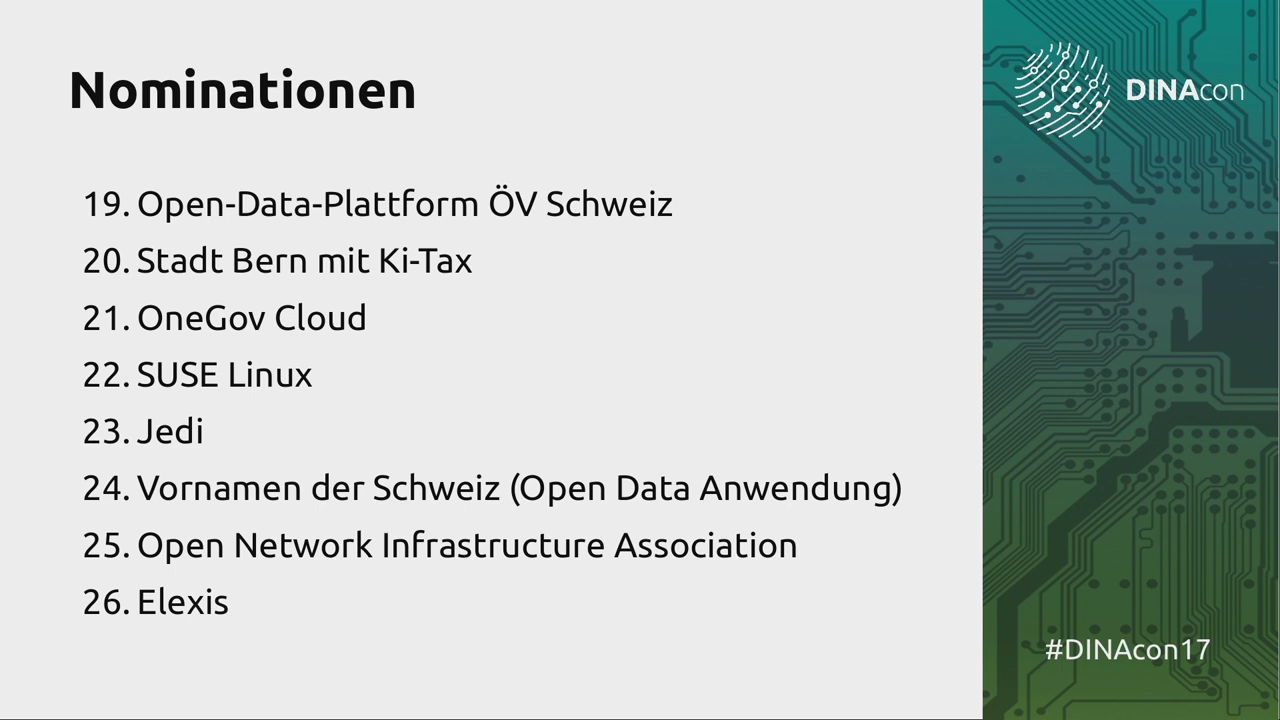 Nominationen
DINAcon
19. Open-Data-Plattform ÖV Schweiz
20. Stadt Bern mit Ki-Tax
21. OneGov Cloud
22. SUSE Linux
23. Jedi
24. Vornamen der Schweiz (Open Data Anwendung)
25. Open Network Infrastructure Association
26. Elexis
#DINAcon17